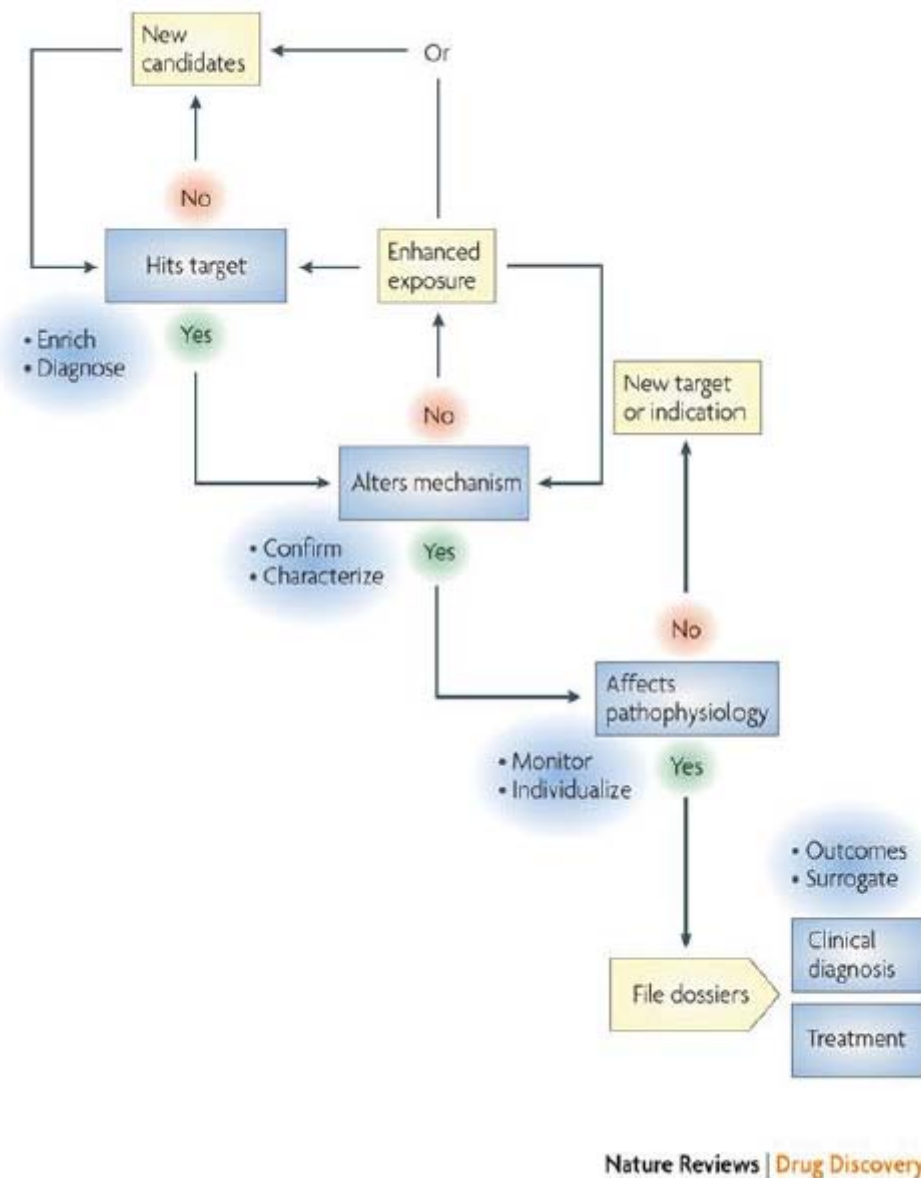 New
candidates
Or
No
Hits target
Enhanced
exposure
• Enrich
• Diagnose
Yes
No
New target
or indication
Alters mechanism
• Confirm
• Characterize
Yes
No
Affects
pathophysiology
• Monitor
• Individualize
Yes
• Outcomes
• Surrogate
Clinical
diagnosis
File dossiers
Treatment
Nature Reviews | Drug Discovery